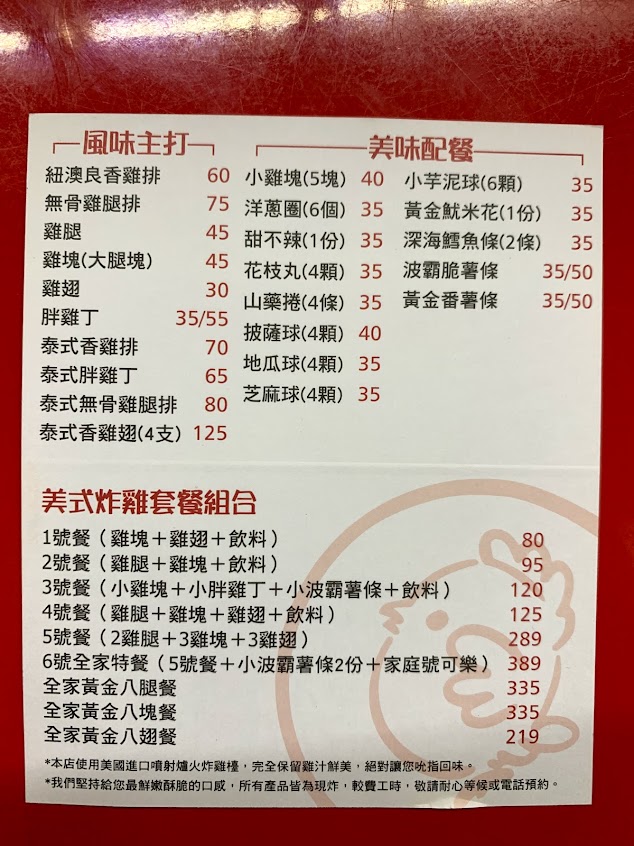 風味主打
紐澳良香雞排 60
無骨雞腿排 75
雞腿 45
雞塊(大腿塊) 45
雞翅 30
胖雞丁 35/55
泰式香雞排 70
泰式胖雞丁 65
泰式無骨雞腿排 80
泰式香雞翅(4支) 125
美味配餐
小雞塊(5塊) 40
洋蔥圈(6個) 35
甜不辣(1份) 35
花枝丸(4顆) 35
山藥捲(4條) 35
披薩球(4顆) 40
地瓜球(4顆) 35
芝麻球(4顆) 35
小芋泥球(6顆) 35
黃金魷米花(1份) 35
深海鱈魚條(2條) 35
波霸脆薯條 35/50
黃金番薯條 35/50
美式炸雞套餐組合
1號餐（雞塊＋雞翅＋飲料） 80
2號餐（雞腿＋雞塊＋飲料） 95
3號餐（小雞塊＋小胖雞丁＋小波霸薯條＋飲料） 120
4號餐（雞腿＋雞塊＋雞翅＋飲料） 125
5號餐（2雞腿＋3雞塊＋3雞翅） 289
6號全家特餐（5號餐＋小波霸薯條2份＋家庭號可樂） 389
全家黃金八腿餐 335
全家黃金八塊餐 335
全家黃金八翅餐 219
*本店使用美國進口噴射爐火炸雞檯，完全保留雞汁鮮美，絕對讓您吮指回味。
*我們堅持給您最鮮嫩酥脆的口感，所有產品皆為現炸，較費工時，敬請耐心等候或電話預約。